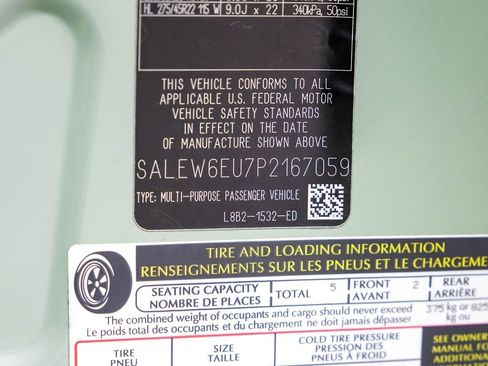 HL 275/45R22 115 W 9.0J x 22 340kPa, 50psi
THIS VEHICLE CONFORMS TO ALL
APPLICABLE U.S. FEDERAL MOTOR
VEHICLE SAFETY STANDARDS
IN EFFECT ON THE DATE
OF MANUFACTURE SHOWN ABOVE
SALEW6EU7P2167059
TYPE: MULTI-PURPOSE PASSENGER VEHICLE
L8B2-1532-ED
TIRE AND LOADING INFORMATION
RENSEIGNEMENTS SUR LES PNEUS ET LE CHARGEME
SEATING CAPACITY
NOMBRE DE PLACES
TOTAL 5
FRONT
AVANT
2
REAR
ARRIÈRE
The combined weight of occupants and cargo should never exceed
Le poids total des occupants et du chargement ne doit jamais dépasser
375 kg or 825
kg ou
TIRE
PNEU
SIZE
TAILLE
COLD TIRE PRESSURE
PRESSION DES
PNEUS À FROID
SEE OWNER
MANUAL FO
ADDITIONA